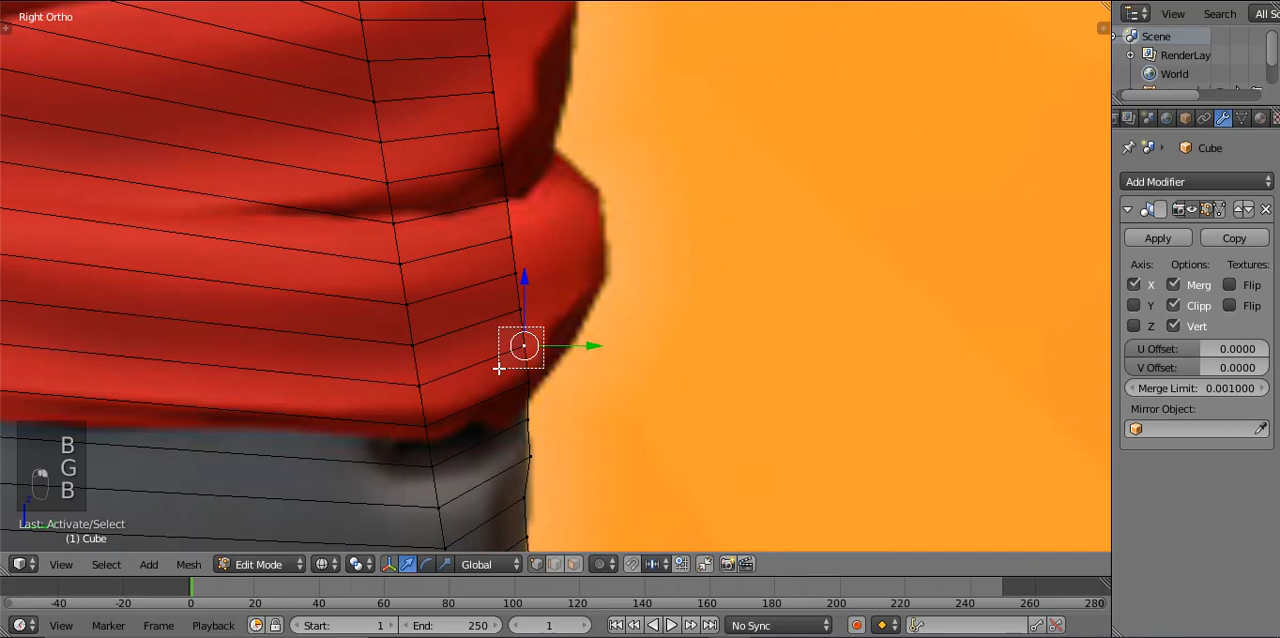 Right Ortho
View Search All Sc
Scene
RenderLay
World
Cube
Add Modifier
Apply Copy
Axis: Options: Textures:
X Merg Flip
Y Clipp Flip
Z Vert
U Offset: 0.0000
V Offset: 0.0000
Merge Limit: 0.001000
Mirror Object:
B
G
B
z
Last: Activate/Select
(1) Cube
View Select Add Mesh Edit Mode Global
-40 -20 0 20 40 60 80 100 120 140 160 180 200 220 240 260 280
View Marker Frame Playback Start: 1 End: 250 1 No Sync